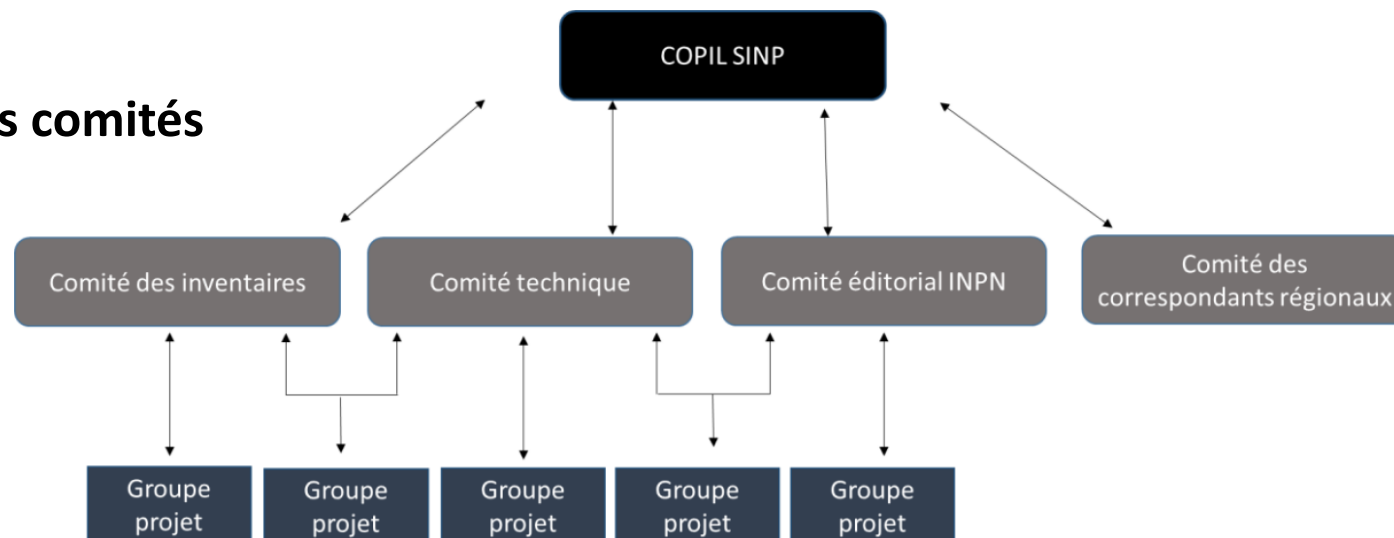 COPIL SINP
s comités
Comité des inventaires
Comité technique
Comité éditorial INPN
Comité des
correspondants régionaux
Groupe
projet
Groupe
projet
Groupe
projet
Groupe
projet
Groupe
projet